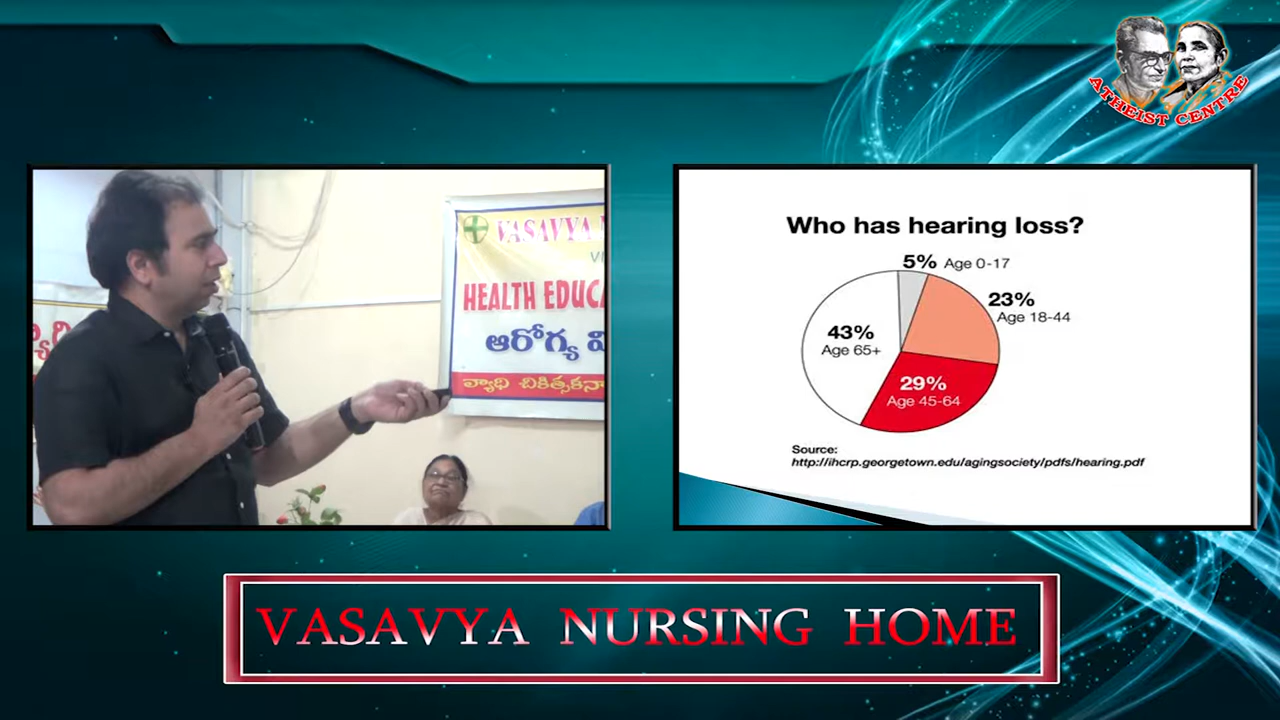 ATHEIST CENTRE
VASAVYA
HEALTH EDUCA
ఆరోగ్య వి
వ్యాధి చికిత్సకన్నా
Who has hearing loss?
5% Age 0-17
23%
Age 18-44
43%
Age 65+
29%
Age 45-64
Source:
http://ihcrp.georgetown.edu/agingsociety/pdfs/hearing.pdf
VASAVYA NURSING HOME